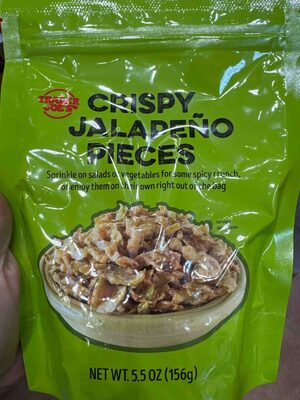 TRADER
JOE'S
CRISPY
JALAPEÑO
PIECES
Sprinkle on salads or vegetables for some spicy crunch,
or enjoy them on their own right out of the bag
NET WT. 5.5 OZ (156g)